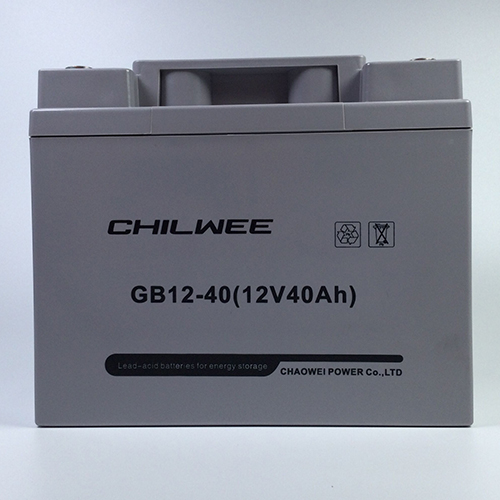 CHILWEE
GB12-40(12V40Ah)
Lead-acid batteries for energy storage
CHAOWEI POWER Co.,LTD